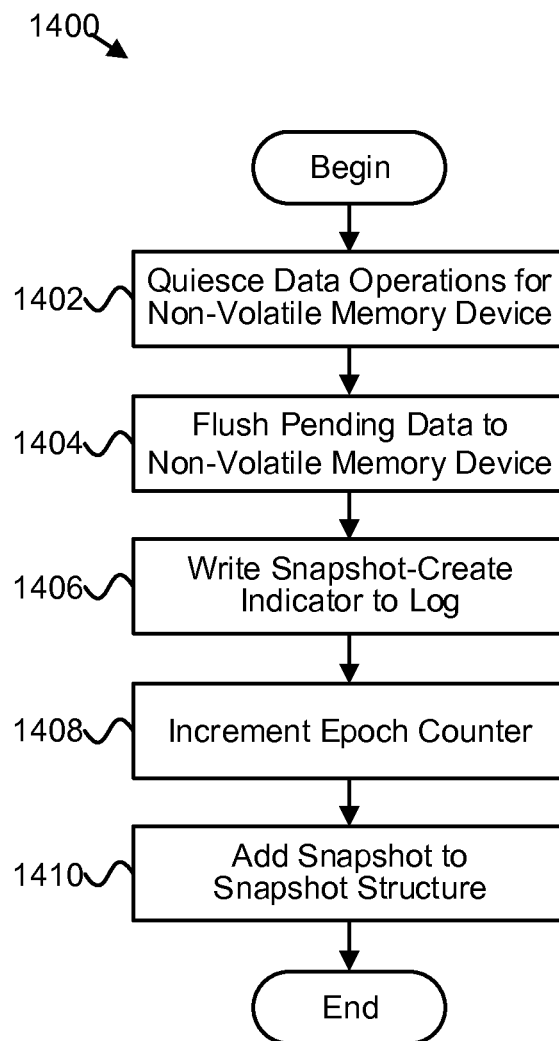 1400
Begin
1402
Quiesce Data Operations for
Non-Volatile Memory Device
1404
Flush Pending Data to
Non-Volatile Memory Device
1406
Write Snapshot-Create
Indicator to Log
1408
Increment Epoch Counter
1410
Add Snapshot to
Snapshot Structure
End